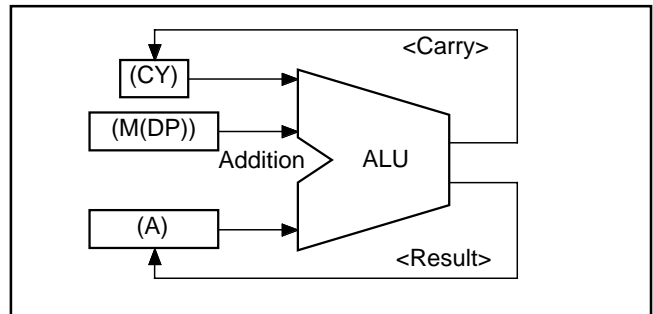 <Carry>
(CY)
(M(DP))
Addition
ALU
(A)
<Result>